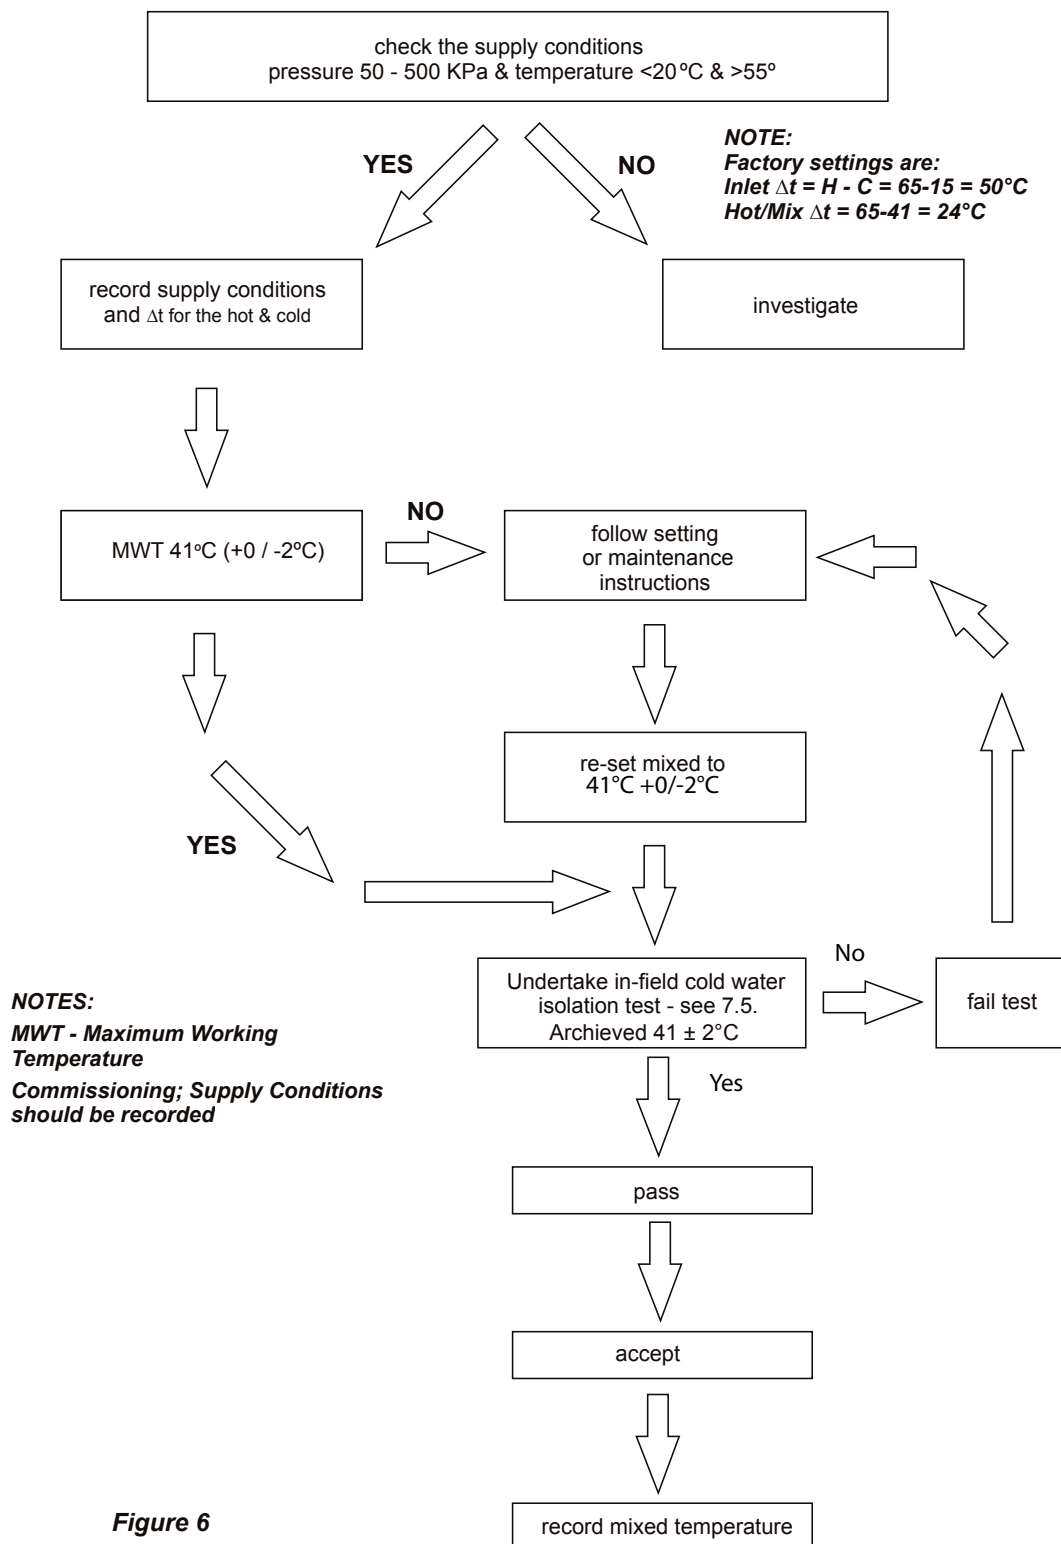 check the supply conditions
pressure 50 - 500 KPa & temperature <20ºC & >55º
YES
NO
NOTE:
Factory settings are:
Inlet ∆t = H - C = 65-15 = 50°C
Hot/Mix ∆t = 65-41 = 24°C
record supply conditions
and ∆t for the hot & cold
investigate
MWT 41ºC (+0 / -2ºC)
NO
follow setting
or maintenance
instructions
re-set mixed to
41°C +0/-2°C
YES
Undertake in-field cold water
isolation test - see 7.5.
Archieved 41 ± 2°C
No
fail test
NOTES:
MWT - Maximum Working
Temperature
Commissioning; Supply Conditions
should be recorded
Yes
pass
accept
record mixed temperature
Figure 6